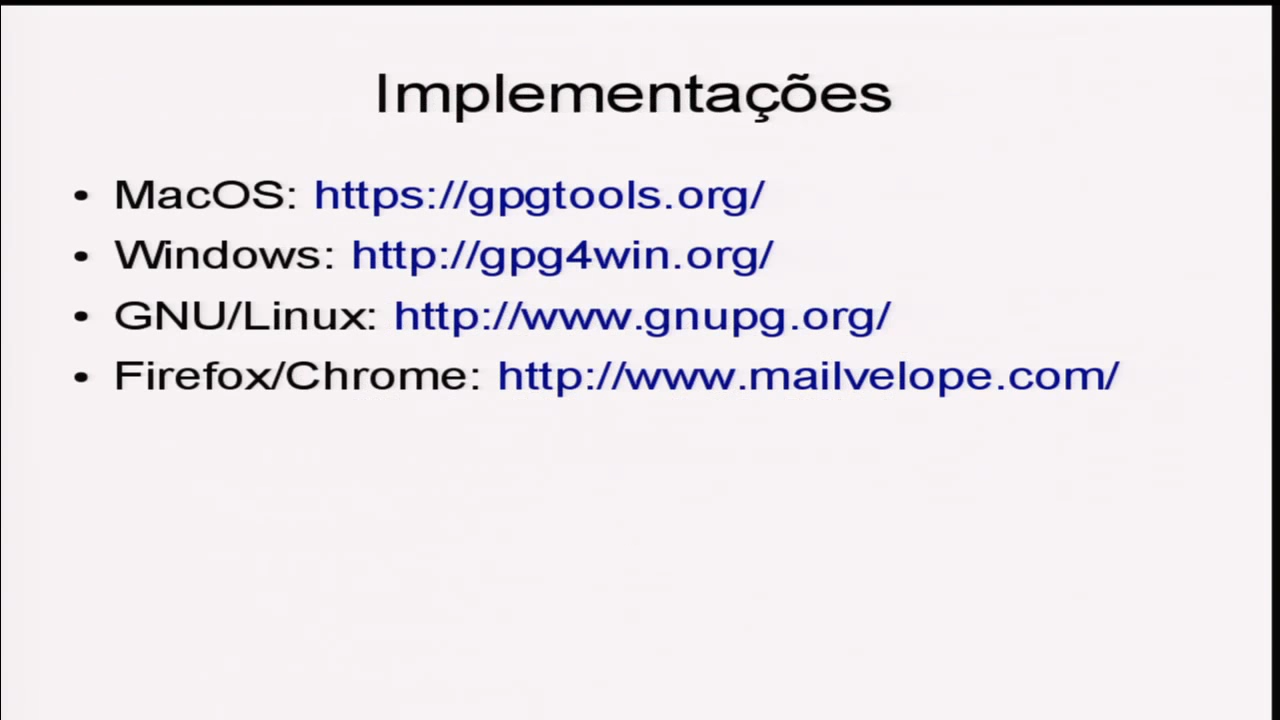 Implementações
• MacOS: https://gpgtools.org/
• Windows: http://gpg4win.org/
• GNU/Linux: http://www.gnupg.org/
• Firefox/Chrome: http://www.mailvelope.com/